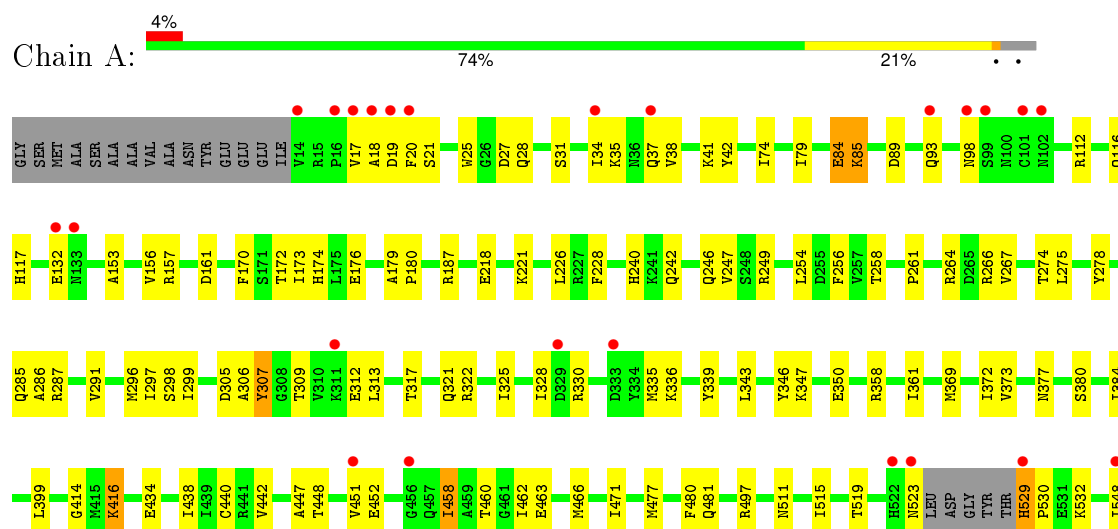 4%
Chain A:
74% 21% • •
GLY SER MET ALA SER ALA ALA VAL ALA ASN TYR GLU GLU GLU ILE V14 R15 P16 V17 A18 D19 F20 S21 W25 G26 D27 Q28 S31 I34 K35 N36 Q37 V38 K41 Y42 I74 I79 E84 K85 D89 Q93 N98 S99 N100 C101 N102 R112 Q116
H117 E132 N133 A153 V156 R157 D161 F170 S171 T172 I173 H174 L175 E176 A179 P180 R187 E218 K221 L226 R227 F228 H240 K261 Q242 Q246 V247 S248 R249 L254 D255 F256 V257 T258 P261 R264 D265 R266 V267 T274 L275 Y278
Q285 A286 R287 V291 M296 I297 S298 I299 D305 A306 Y307 G308 T309 V310 K311 E312 L313 T317 Q321 R322 I325 I328 D329 R330 D333 Y334 M335 K336 Y339 L343 Y346 K347 E350 R358 I361 M369 I372 V373 N377 S380 I384
L399 G414 M415 K416 E434 I438 I439 C440 R441 V442 A447 T448 V451 E452 G456 Q457 I458 A459 T460 G461 I462 E463 M466 I471 M477 F480 Q481 R497 N511 I515 T519 H522 N523 LEU ASP GLY TYR THR H529 P530 E531 K532